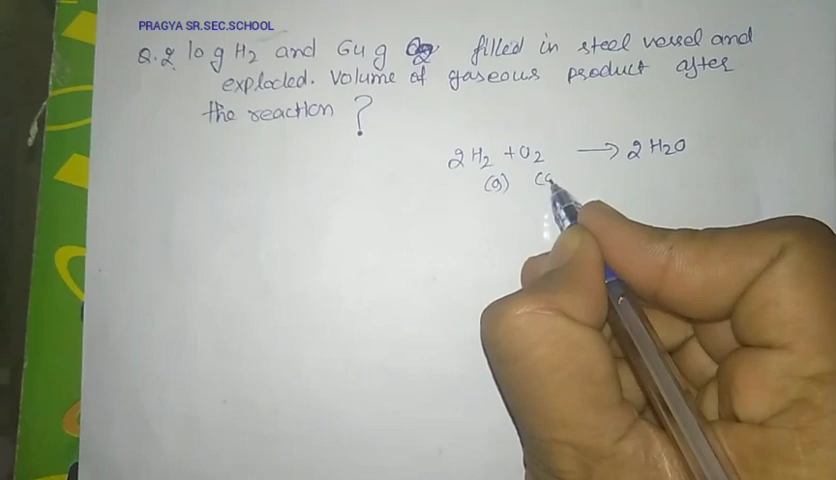 PRAGYA SR.SEC.SCHOOL
Q.2 10 g H2 and 64 g O2 filled in steel vessel and
exploded. Volume of gaseous product after
the reaction ?
2H2 + O2 ⟶ 2H2O
(g) (g